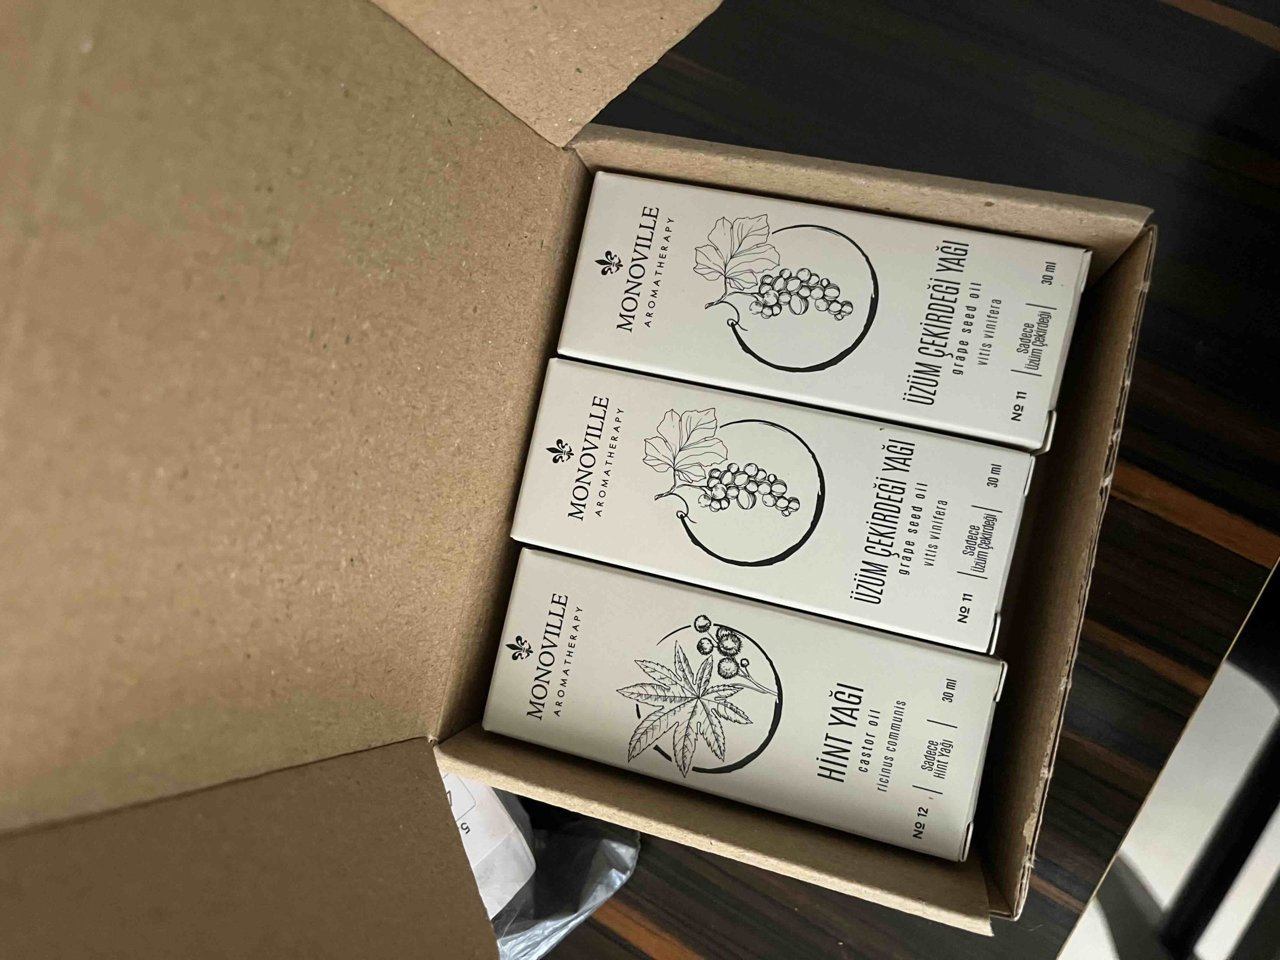 MONOVILLE
AROMATHERAPY
ÜZÜM ÇEKİRDEĞİ YAĞI
grape seed oil
vitis vinifera
Nº 11
Sadece
Üzüm Çekirdeği
30 ml
MONOVILLE
AROMATHERAPY
ÜZÜM ÇEKİRDEĞİ YAĞI
grape seed oil
vitis vinifera
Nº 11
Sadece
Üzüm Çekirdeği
30 ml
MONOVILLE
AROMATHERAPY
HİNT YAĞI
castor oil
ricinus communis
Nº 12
Sadece
Hint Yağı
30 ml
5